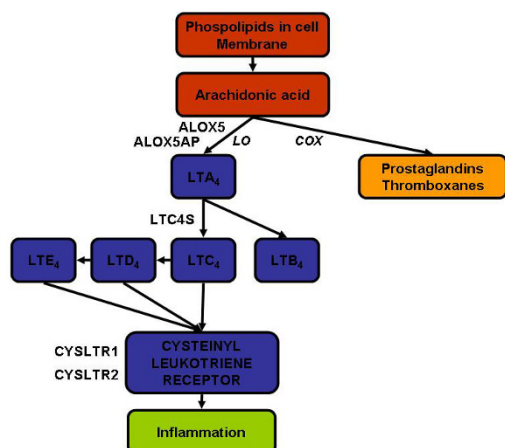 Phospolipids in cell
Membrane
Arachidonic acid
ALOX5
ALOX5AP
LO
COX
LTA4
Prostaglandins
Thromboxanes
LTC4S
LTE4
LTD4
LTC4
LTB4
CYSLTR1
CYSLTR2
CYSTEINYL
LEUKOTRIENE
RECEPTOR
Inflammation